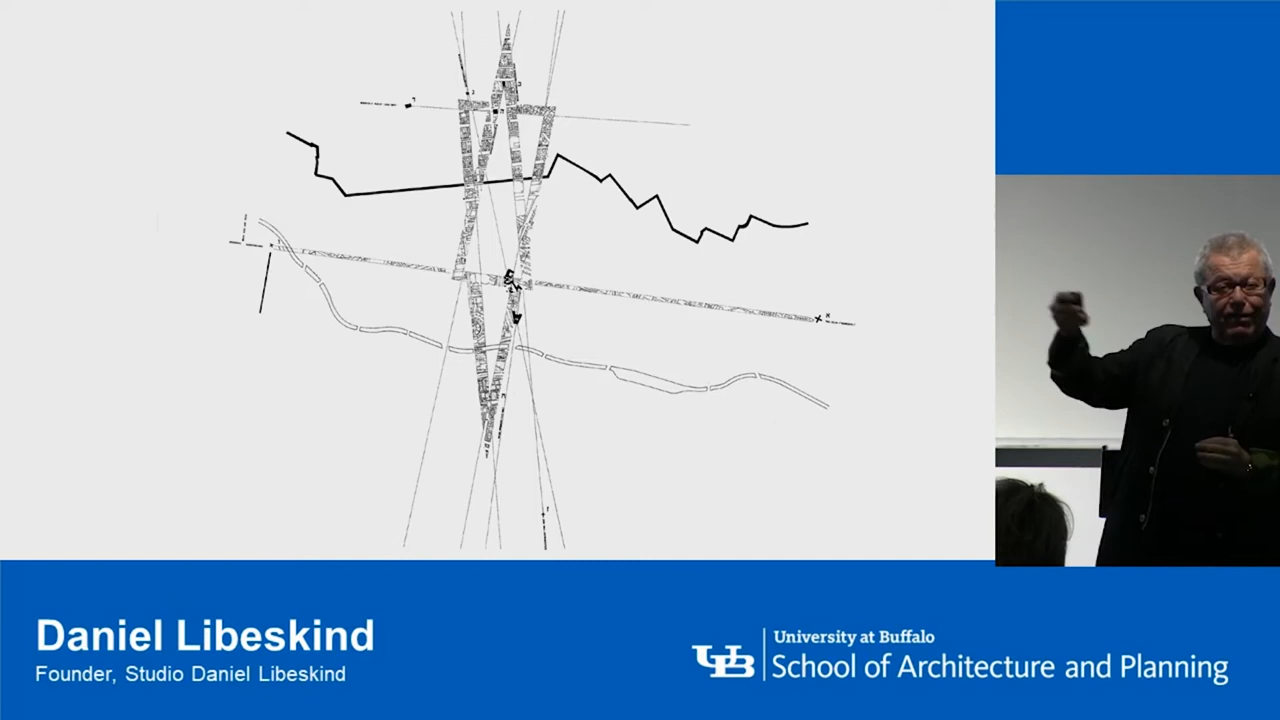 Daniel Libeskind
Founder, Studio Daniel Libeskind
UB
University at Buffalo
School of Architecture and Planning